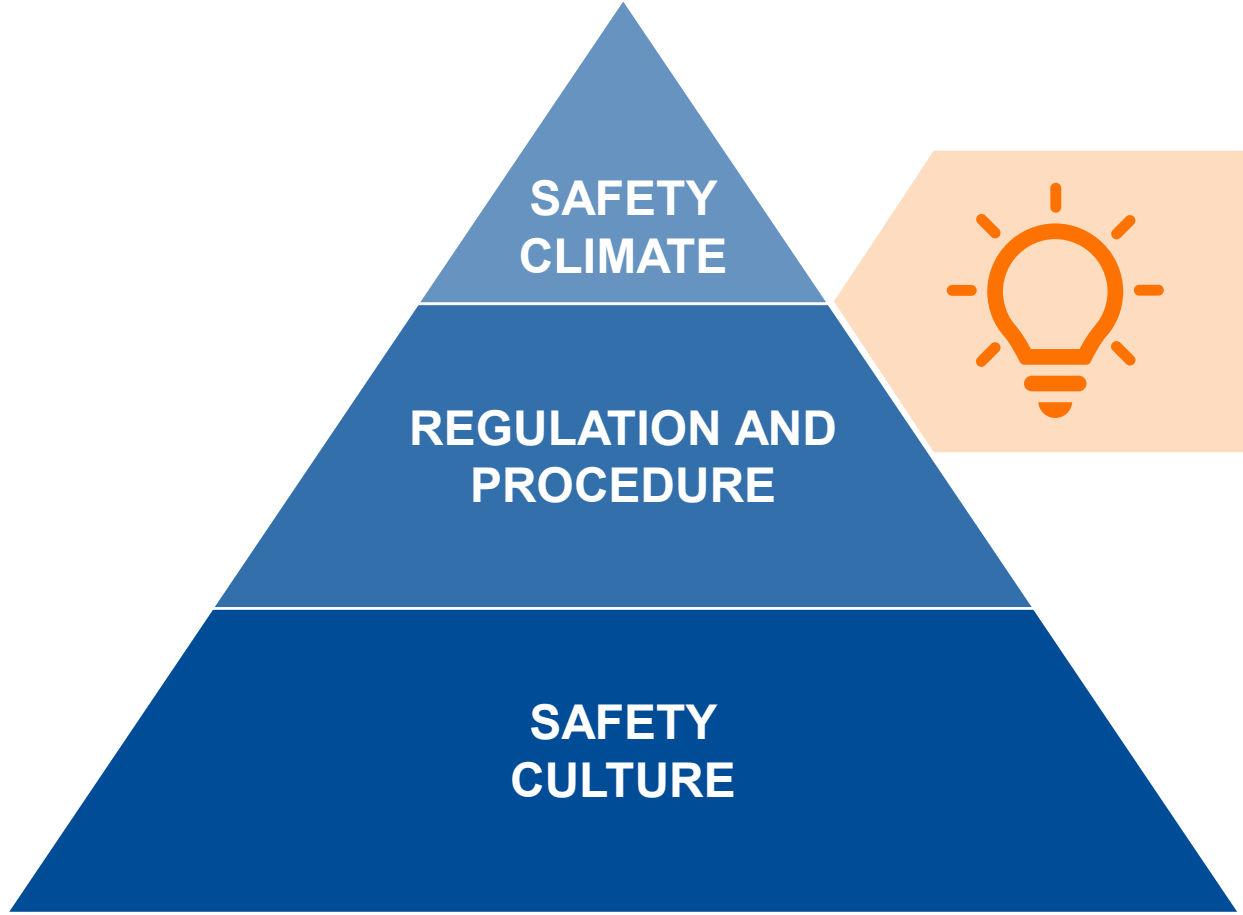 SAFETY
CLIMATE
REGULATION AND
PROCEDURE
SAFETY
CULTURE